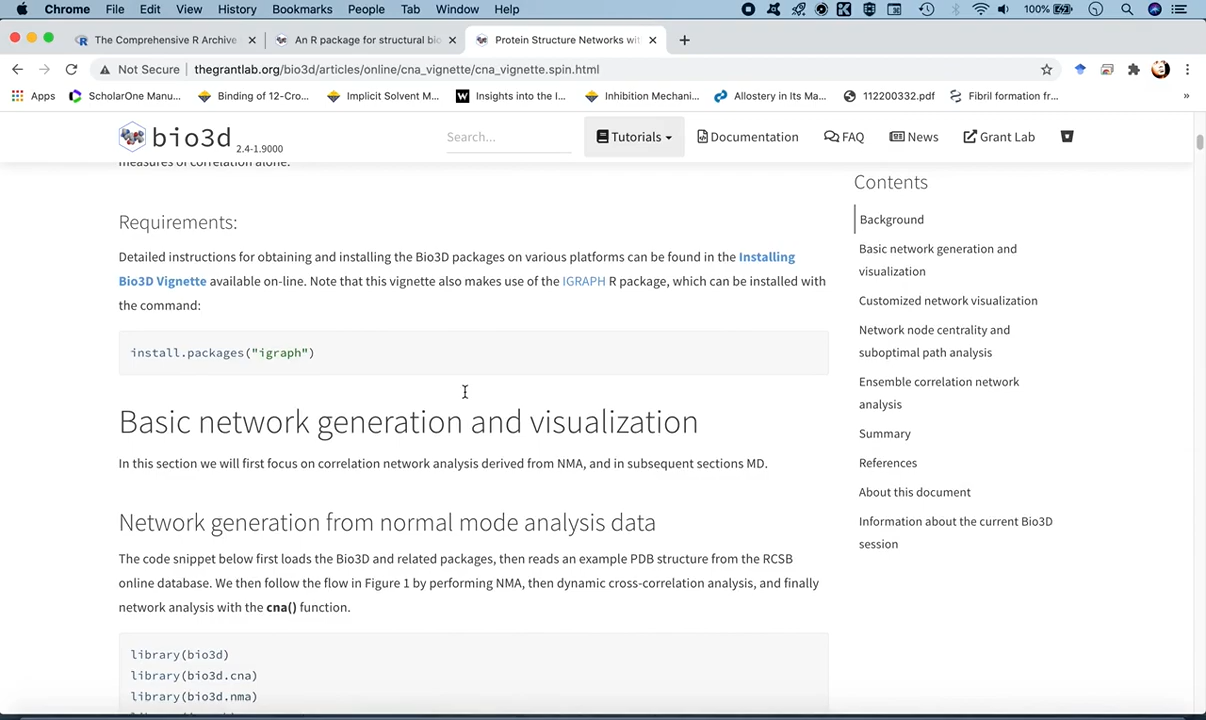 Chrome File Edit View History Bookmarks People Tab Window Help 100%
The Comprehensive R Archive An R package for structural bio Protein Structure Networks wit
Not Secure thegrantlab.org/bio3d/articles/online/cna_vignette/cna_vignette.spin.html
Apps ScholarOne Manu... Binding of 12-Cro... Implicit Solvent M... Insights into the I... Inhibition Mechani... Allostery in Its Ma... 112200332.pdf Fibril formation fr... »
bio3d 2.4-1.9000 Search... Tutorials Documentation FAQ News Grant Lab
measures of correlation alone.
Requirements:
Detailed instructions for obtaining and installing the Bio3D packages on various platforms can be found in the Installing
Bio3D Vignette available on-line. Note that this vignette also makes use of the IGRAPH R package, which can be installed with
the command:
install.packages("igraph")
Basic network generation and visualization
In this section we will first focus on correlation network analysis derived from NMA, and in subsequent sections MD.
Network generation from normal mode analysis data
The code snippet below first loads the Bio3D and related packages, then reads an example PDB structure from the RCSB
online database. We then follow the flow in Figure 1 by performing NMA, then dynamic cross-correlation analysis, and finally
network analysis with the cna() function.
library(bio3d)
library(bio3d.cna)
library(bio3d.nma)
Contents
Background
Basic network generation and
visualization
Customized network visualization
Network node centrality and
suboptimal path analysis
Ensemble correlation network
analysis
Summary
References
About this document
Information about the current Bio3D
session